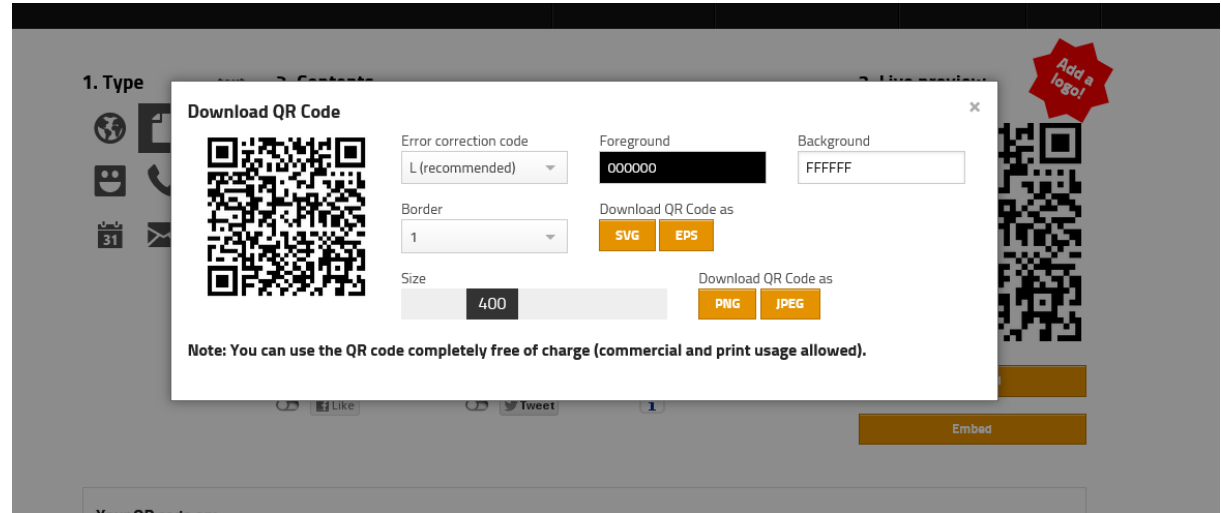 1. Type
Add a
logo!
Download QR Code
×
Error correction code
Foreground
Background
L (recommended)
000000
FFFFFF
Border
Download QR Code as
1
SVG
EPS
31
Size
Download QR Code as
400
PNG
JPEG
Note: You can use the QR code completely free of charge (commercial and print usage allowed).
Like
Tweet
i
Embed